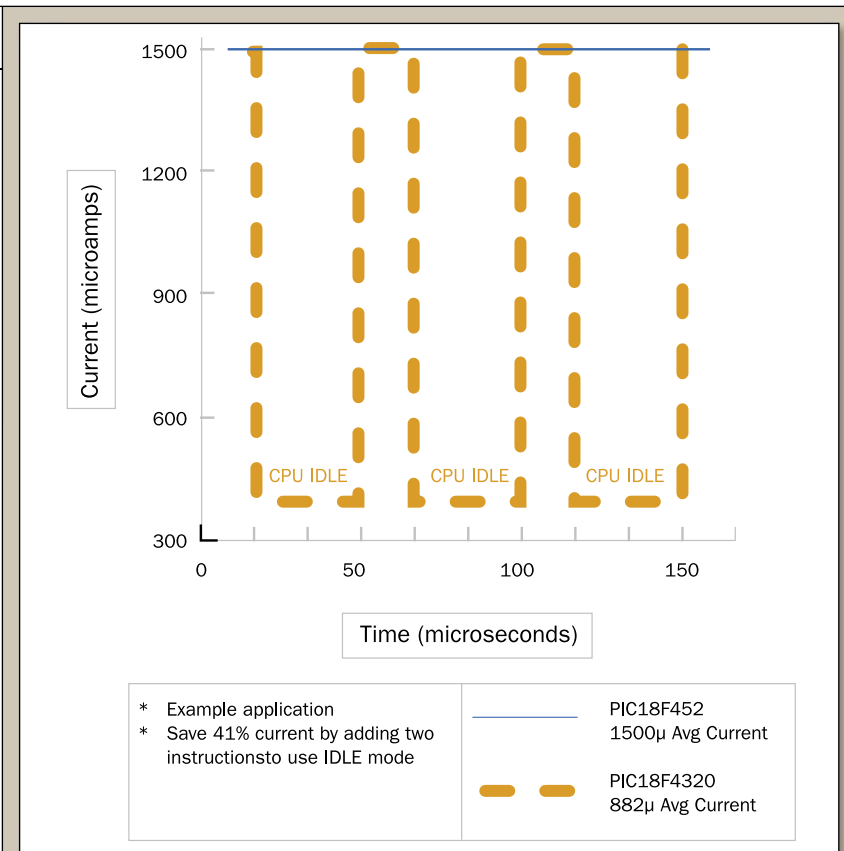 1500
1200
900
600
300
Current (microamps)
CPU IDLE
CPU IDLE
CPU IDLE
0
50
100
150
Time (microseconds)
* Example application
* Save 41% current by adding two
instructionsto use IDLE mode
PIC18F452
1500µ Avg Current
PIC18F4320
882µ Avg Current